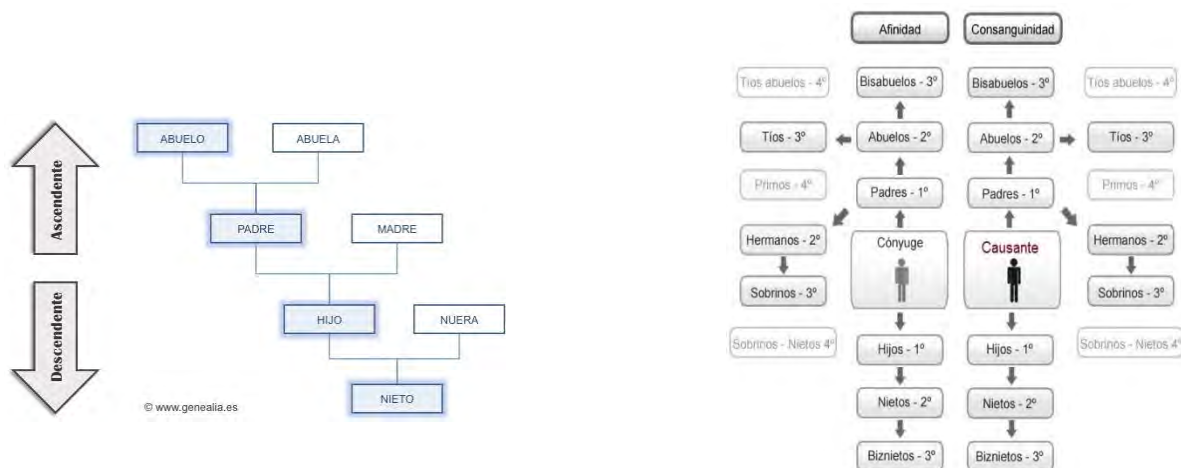 Ascendente
Descendente
ABUELO
ABUELA
PADRE
MADRE
HIJO
NUERA
NIETO
© www.genealia.es
Afinidad
Consanguinidad
Tíos abuelos - 4º
Bisabuelos - 3º
Bisabuelos - 3º
Tíos abuelos - 4º
Tíos - 3º
Abuelos - 2º
Abuelos - 2º
Tíos - 3º
Primos - 4º
Padres - 1º
Padres - 1º
Primos - 4º
Hermanos - 2º
Cónyuge
Causante
Hermanos - 2º
Sobrinos - 3º
Sobrinos - 3º
Sobrinos - Nietos 4º
Hijos - 1º
Hijos - 1º
Sobrinos - Nietos 4º
Nietos - 2º
Nietos - 2º
Biznietos - 3º
Biznietos - 3º